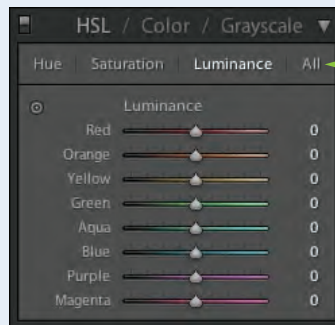 HSL / Color / Grayscale
Hue Saturation Luminance All
Luminance
Red 0
Orange 0
Yellow 0
Green 0
Aqua 0
Blue 0
Purple 0
Magenta 0